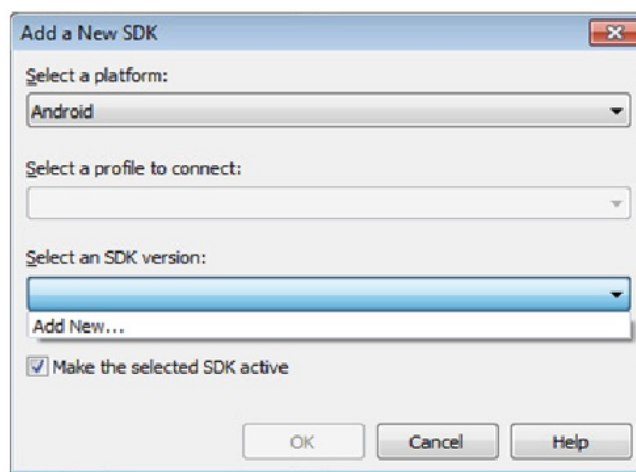 Add a New SDK
Select a platform:
Android
Select a profile to connect:
Select an SDK version:
Add New...
Make the selected SDK active
OK
Cancel
Help